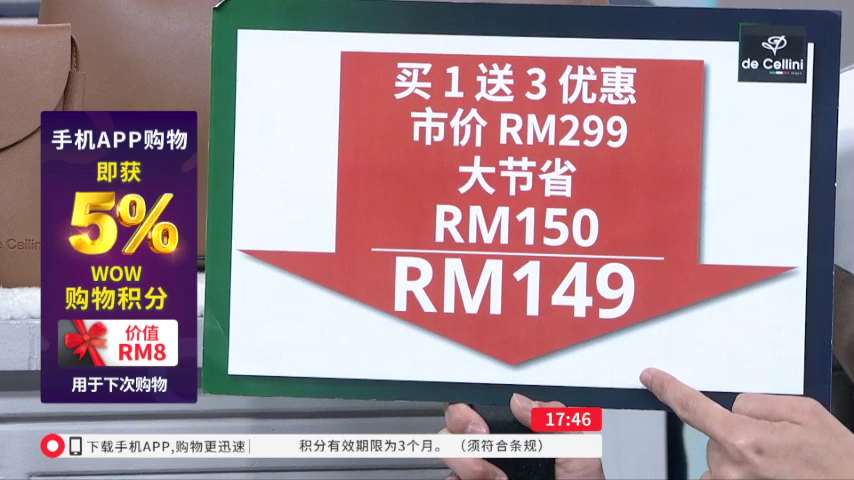 de Cellini
买 1 送 3 优惠
市价 RM299
大节省
RM150
RM149
手机APP购物
即获
5%
WOW
购物积分
价值
RM8
用于下次购物
Cellini
17:46
下载手机APP,购物更迅速
积分有效期限为3个月。 （须符合条规）